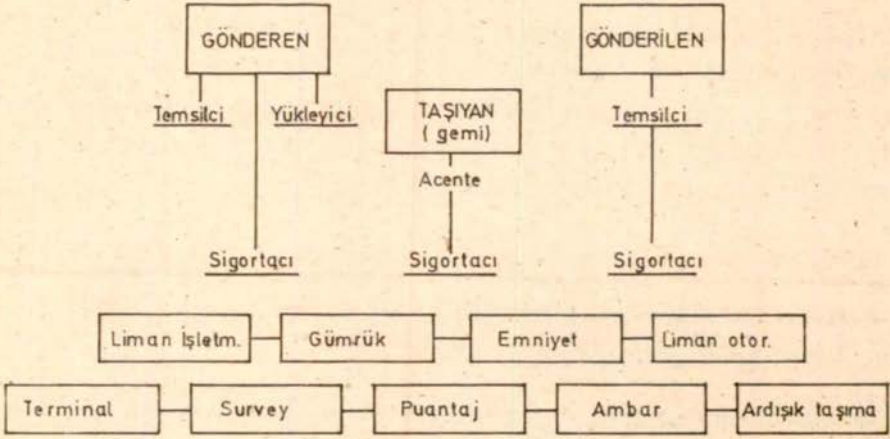 GÖNDEREN
GÖNDERİLEN
Temsilci
Yükleyici
TAŞIYAN
( gemi)
Temsilci
Acente
Sigortacı
Sigortacı
Sigortacı
Liman İşletm.
Gümrük
Emniyet
Liman otor.
Terminal
Survey
Puantaj
Ambar
Ardışık taşıma